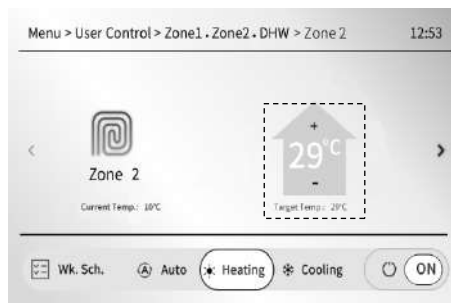 Menu > User Control > Zone1.Zone2.DHW > Zone 2 12:53
+
29°C
-
Zone 2
Current Temp.: 10°C
Target Temp.: 29°C
Wk. Sch. (A) Auto Heating Cooling ON